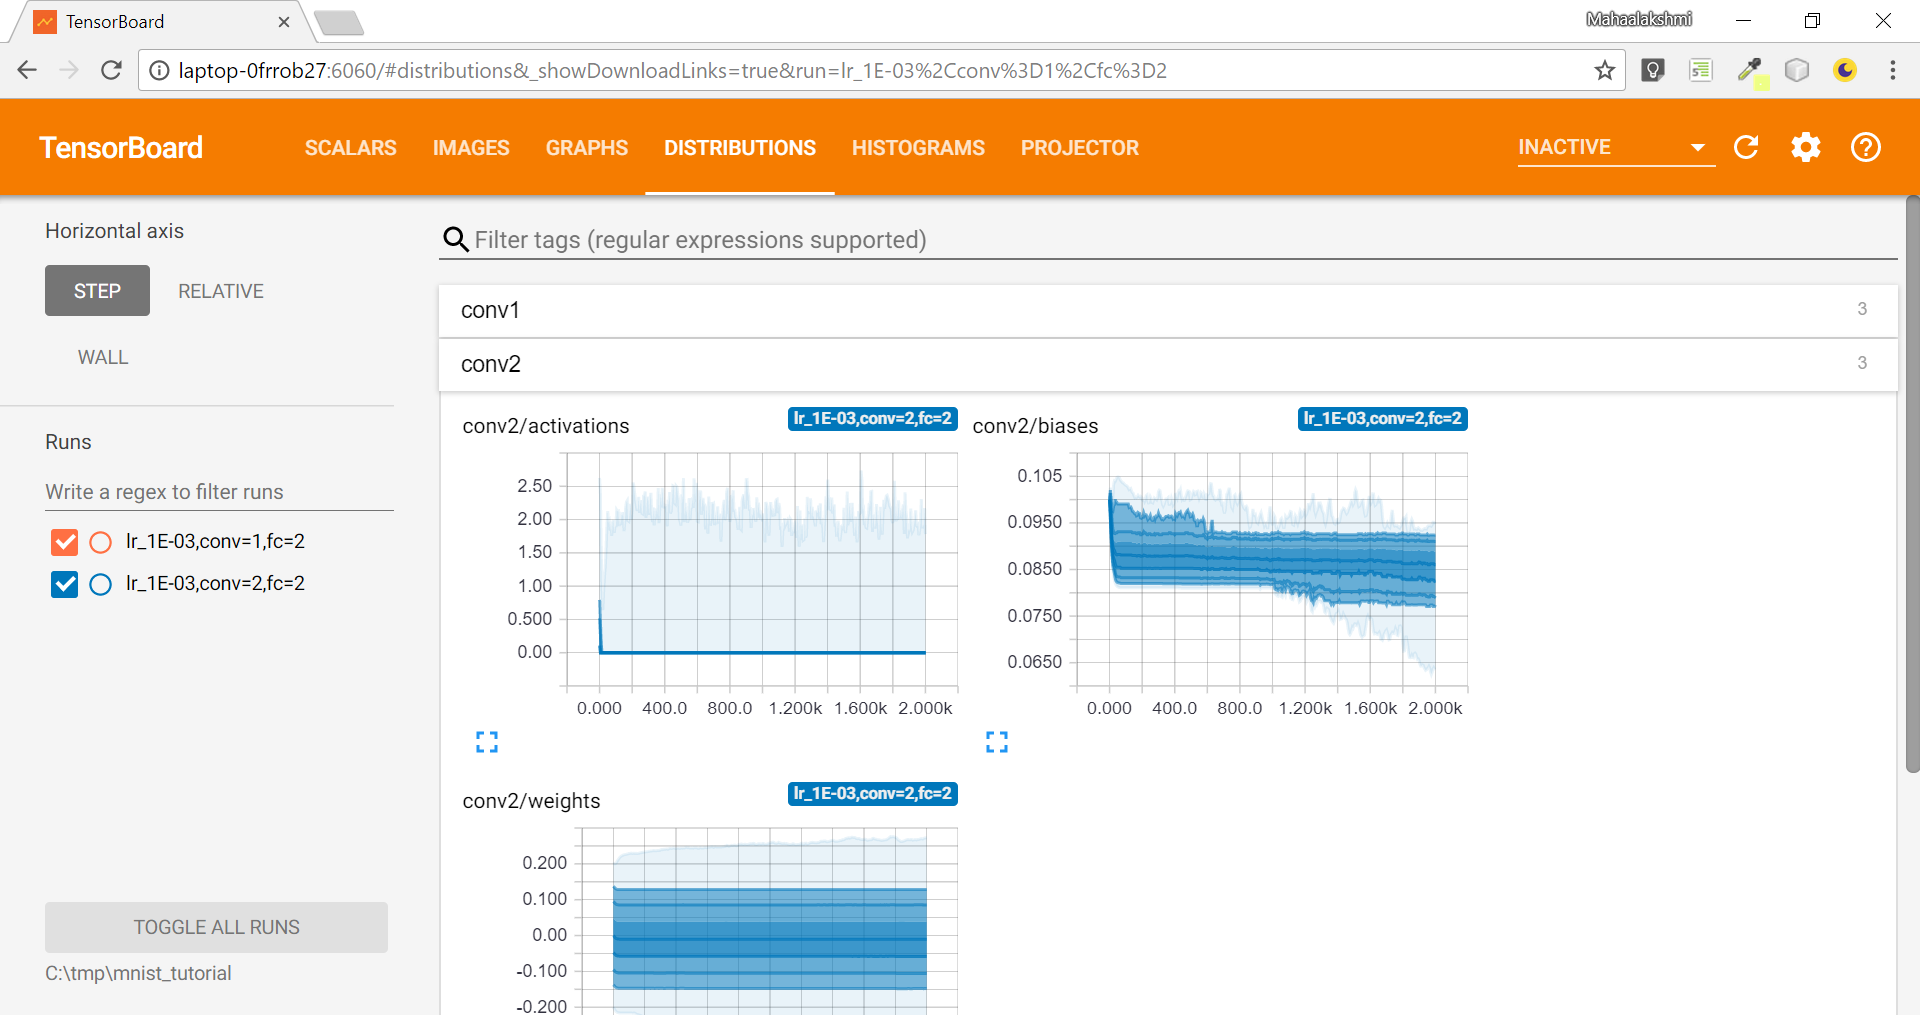 TensorBoard
Mahaalakshmi
laptop-0frrob27:6060/#distributions&_showDownloadLinks=true&run=lr_1E-03%2Cconv%3D1%2Cfc%3D2
TensorBoard SCALARS IMAGES GRAPHS DISTRIBUTIONS HISTOGRAMS PROJECTOR INACTIVE
Horizontal axis
STEP RELATIVE
WALL
Runs
Write a regex to filter runs
lr_1E-03,conv=1,fc=2
lr_1E-03,conv=2,fc=2
TOGGLE ALL RUNS
C:\tmp\mnist_tutorial
Filter tags (regular expressions supported)
conv1 3
conv2 3
conv2/activations lr_1E-03,conv=2,fc=2
2.50
2.00
1.50
1.00
0.500
0.00
0.000 400.0 800.0 1.200k 1.600k 2.000k
conv2/biases lr_1E-03,conv=2,fc=2
0.105
0.0950
0.0850
0.0750
0.0650
0.000 400.0 800.0 1.200k 1.600k 2.000k
conv2/weights lr_1E-03,conv=2,fc=2
0.200
0.100
0.00
-0.100
-0.200